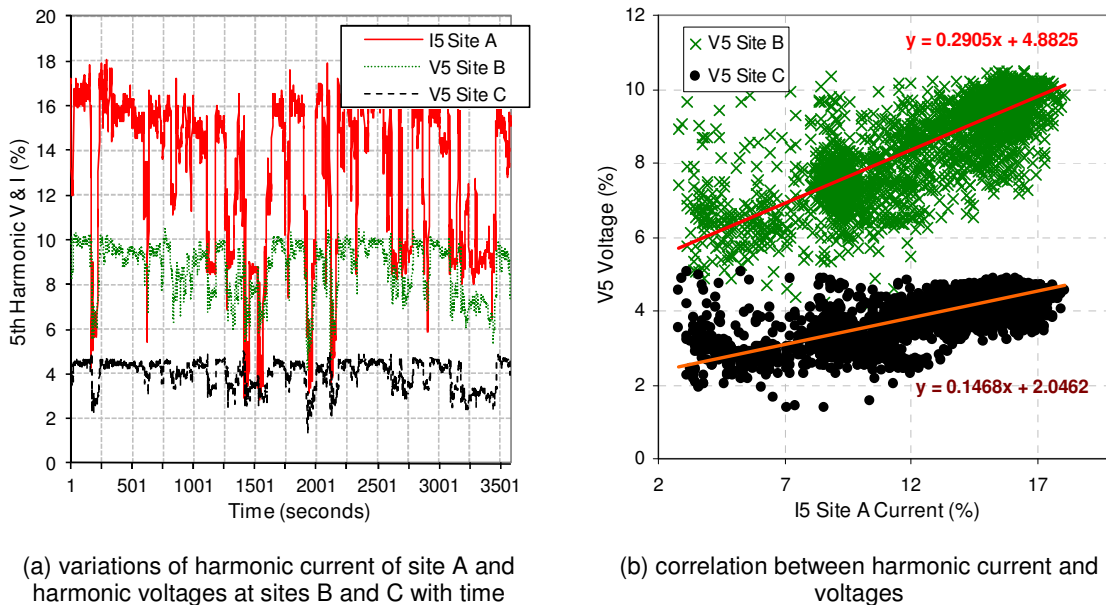 20
18
16
14
12
10
8
6
4
2
0
5th Harmonic V & I (%)
I5 Site A
V5 Site B
V5 Site C
1
501
1001
1501
2001
2501
3001
3501
Time (seconds)
(a) variations of harmonic current of site A and
harmonic voltages at sites B and C with time
12
10
8
6
4
2
0
V5 Voltage (%)
V5 Site B
V5 Site C
y = 0.2905x + 4.8825
y = 0.1468x + 2.0462
2
7
12
17
I5 Site A Current (%)
(b) correlation between harmonic current and
voltages